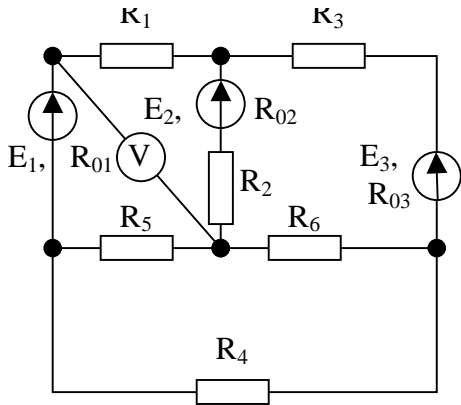 R₁ R₃
E₂, R₀₂
E₁, R₀₁ V
E₃,
R₀₃
R₂
R₅ R₆
R₄